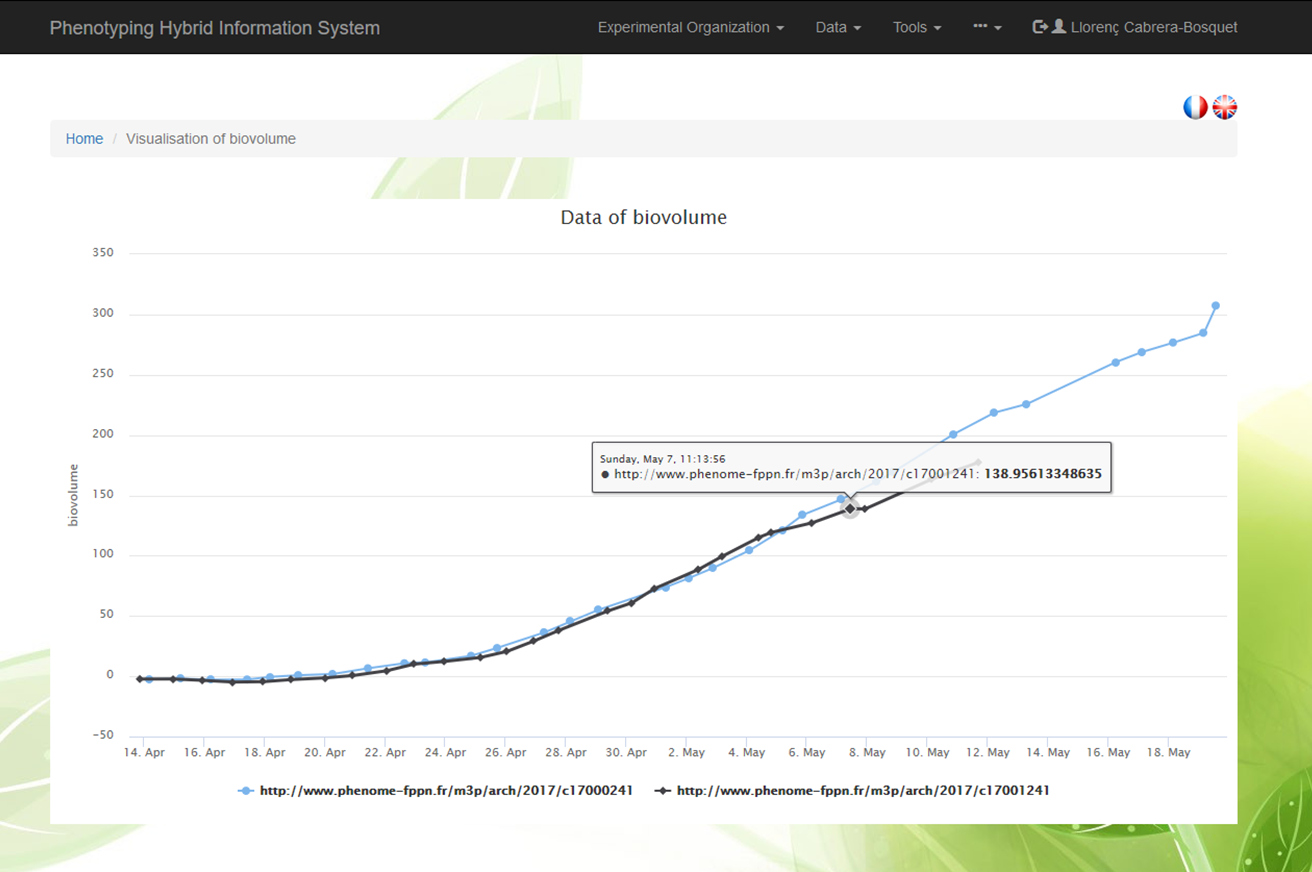 Phenotyping Hybrid Information System
Experimental Organization
Data
Tools
Llorenç Cabrera-Bosquet
Home / Visualisation of biovolume
Data of biovolume
350
300
250
200
150
100
50
0
−50
biovolume
Sunday, May 7, 11:13:56
● http://www.phenome-fppn.fr/m3p/arch/2017/c17001241: 138.95613348635
14. Apr
16. Apr
18. Apr
20. Apr
22. Apr
24. Apr
26. Apr
28. Apr
30. Apr
2. May
4. May
6. May
8. May
10. May
12. May
14. May
16. May
18. May
http://www.phenome-fppn.fr/m3p/arch/2017/c17000241
http://www.phenome-fppn.fr/m3p/arch/2017/c17001241